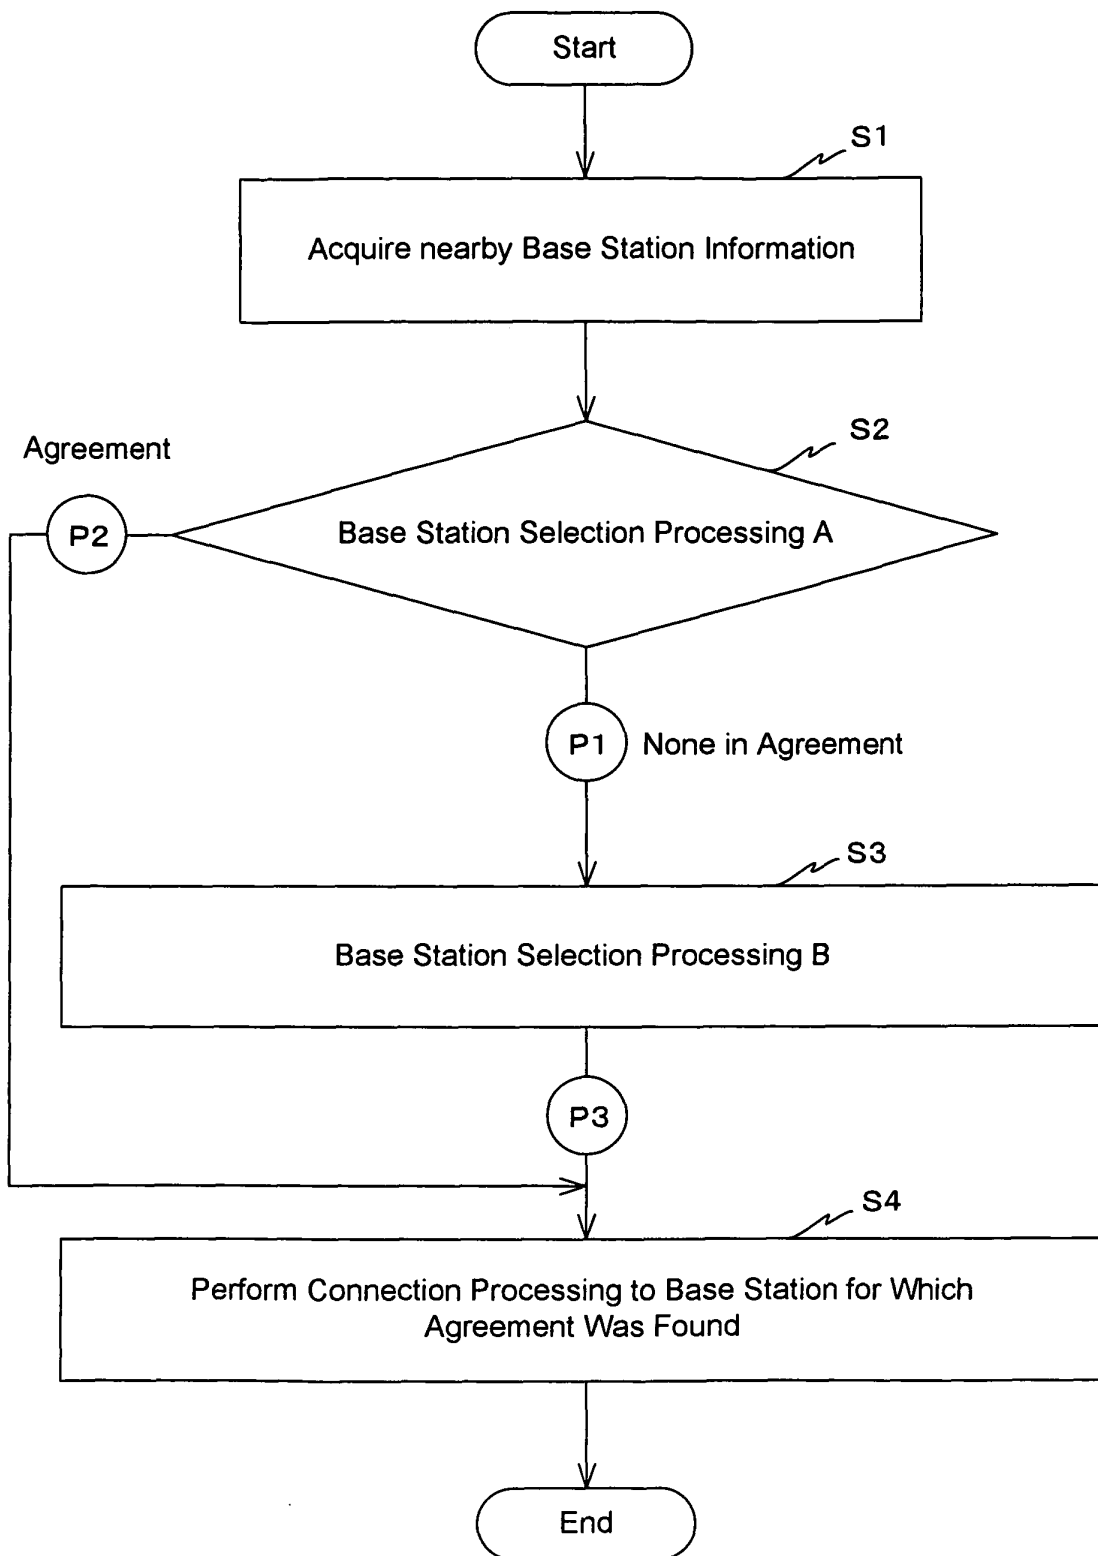 Start
S1
Acquire nearby Base Station Information
S2
Agreement
P2
Base Station Selection Processing A
P1
None in Agreement
S3
Base Station Selection Processing B
P3
S4
Perform Connection Processing to Base Station for Which
Agreement Was Found
End